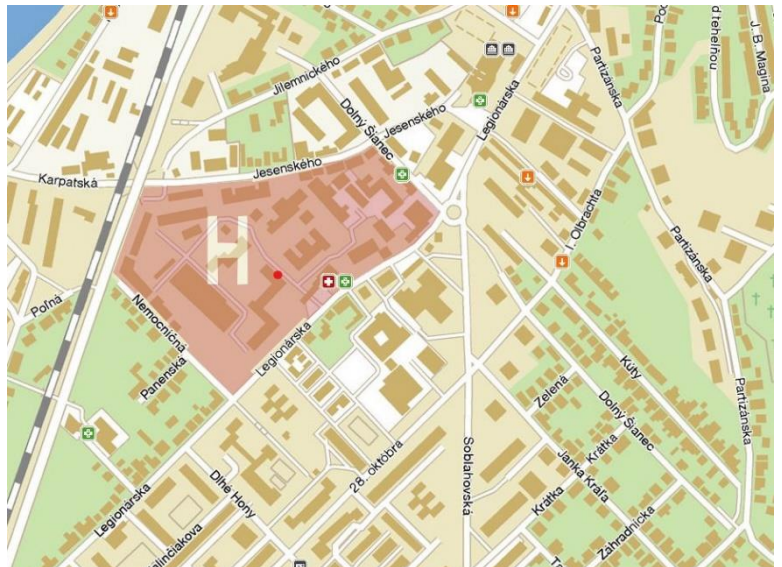 Jilemnického
Dolný Šianec
Jesenského
Legionárska
Partizánska
J. B. Magina
Jesenského
Karpatská
I. Olbrachta
Partizánska
H
Poľná
Nemocničná
Panenská
Legionárska
Kúty
Zelená
Dolný Šianec
Partizánska
Krátka
28. októbra
Soblahovská
Janka Kráľa
Krátka
Záhradnícka
Legionárska
Dlhé Hony